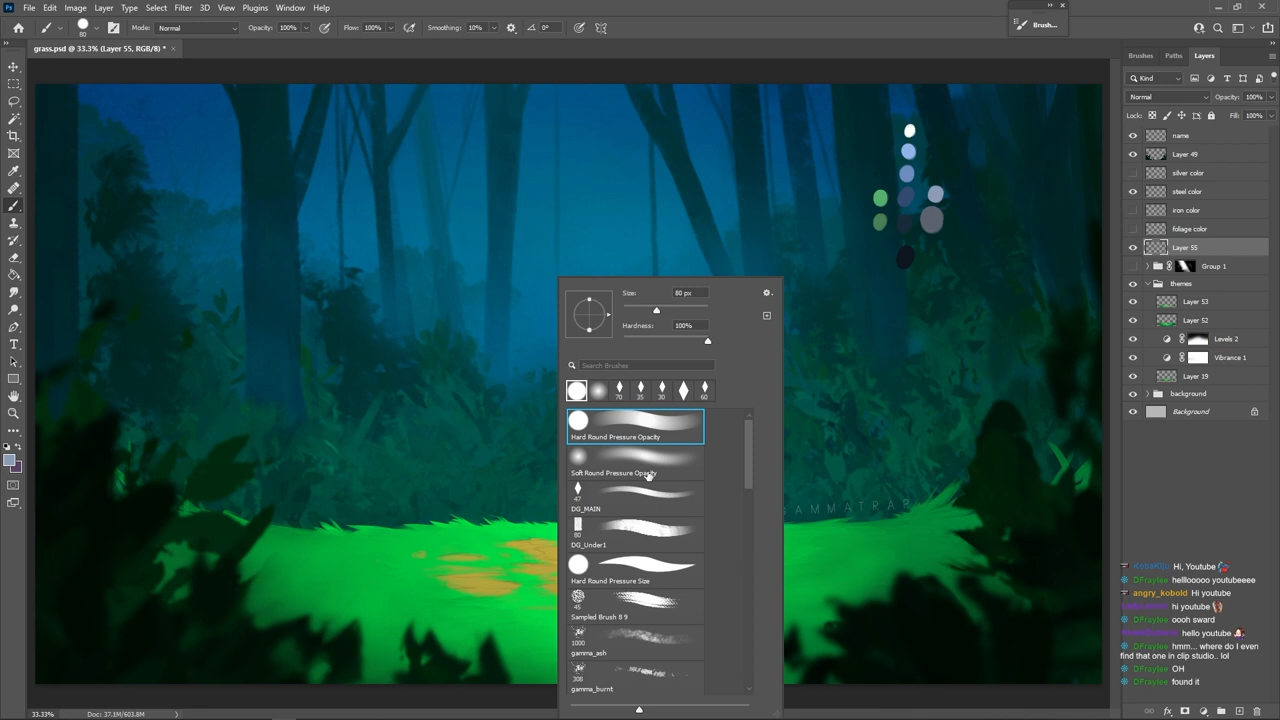 File Edit Image Layer Type Select Filter 3D View Plugins Window Help
Brush...
80 Mode: Normal Opacity: 100% Flow: 100% Smoothing: 10% 0°
grass.psd @ 33.3% (Layer 55, RGB/8) *
Brushes Paths Layers
Kind
Normal Opacity: 100%
Lock: Fill: 100%
name
Layer 49
silver color
steel color
iron color
foliage color
Layer 55
Group 1
themes
Layer 53
Layer 52
Levels 2
Vibrance 1
Layer 19
background
Background
Size: 80 px
Hardness: 100%
Search Brushes
70 35 30 60
Hard Round Pressure Opacity
Soft Round Pressure Opacity
47
DG_MAIN
80
DG_Under1
Hard Round Pressure Size
45
Sampled Brush 8 9
1000
gamma_ash
308
gamma_burnt
GAMMATRAP
KobaKiju Hi, Youtube
DFraylee hellloooo youtubeeee
angry_kobold Hi youtube
hi youtube
DFraylee oooh sward
hello youtube
DFraylee hmm... where do I even
find that one in clip studio.. lol
DFraylee OH
DFraylee found it
33.33% Doc: 37.1M/603.8M